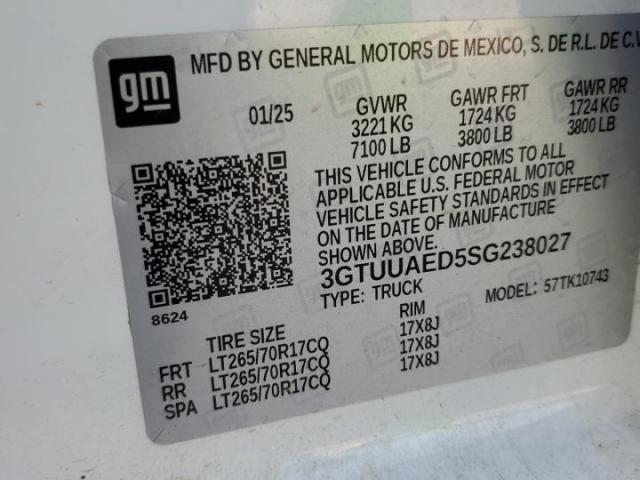 gm
MFD BY GENERAL MOTORS DE MEXICO, S. DE R.L. DE C.V
01/25
GVWR GAWR FRT GAWR RR
3221 KG 1724 KG 1724 KG
7100 LB 3800 LB 3800 LB
THIS VEHICLE CONFORMS TO ALL
APPLICABLE U.S. FEDERAL MOTOR
VEHICLE SAFETY STANDARDS IN EFFECT
ON THE DATE OF MANUFACTURE
SHOWN ABOVE.
3GTUUAED5SG238027
TYPE: TRUCK MODEL: 57TK10743
8624
TIRE SIZE RIM
FRT LT265/70R17CQ 17X8J
RR LT265/70R17CQ 17X8J
SPA LT265/70R17CQ 17X8J